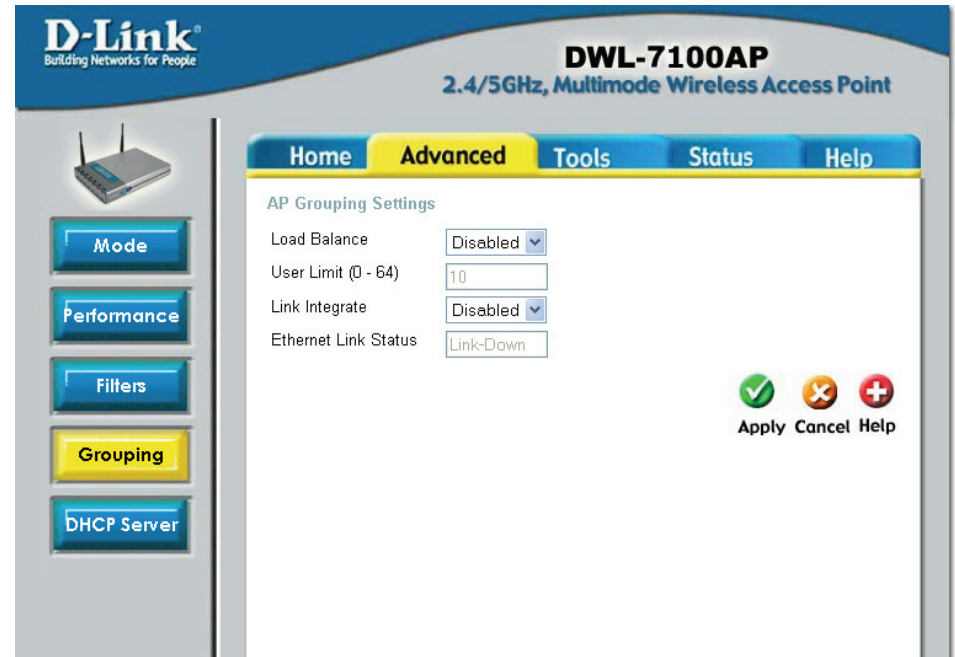 D-Link®
Building Networks for People
DWL-7100AP
2.4/5GHz, Multimode Wireless Access Point
Home Advanced Tools Status Help
Mode
Performance
Filters
Grouping
DHCP Server
AP Grouping Settings
Load Balance Disabled
User Limit (0 - 64) 10
Link Integrate Disabled
Ethernet Link Status Link-Down
Apply Cancel Help